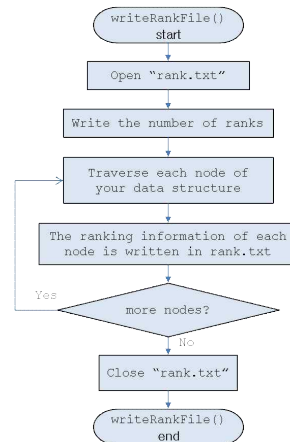 writeRankFile()
start
Open “rank.txt”
Write the number of ranks
Traverse each node of
your data structure
The ranking information of each
node is written in rank.txt
Yes
more nodes?
No
Close “rank.txt”
writeRankFile()
end